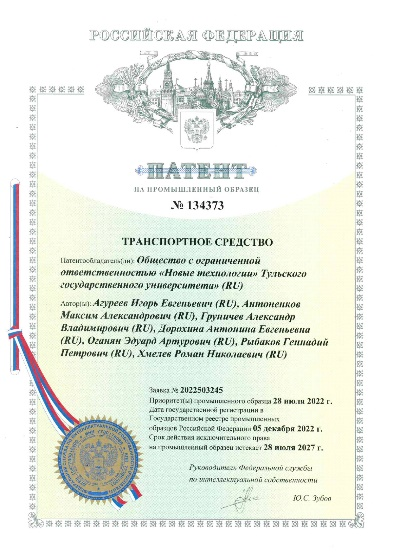 РОССИЙСКАЯ ФЕДЕРАЦИЯ
ПАТЕНТ
НА ПРОМЫШЛЕННЫЙ ОБРАЗЕЦ
№ 134373
ТРАНСПОРТНОЕ СРЕДСТВО
Патентообладатель(ли): Общество с ограниченной
ответственностью «Новые технологии» Тульского
государственного университета» (RU)
Автор(ы): Агуреев Игорь Евгеньевич (RU), Антоненков
Максим Александрович (RU), Груничев Александр
Владимирович (RU), Дорохина Антонина Евгеньевна
(RU), Оганян Эдуард Артурович (RU), Рыбаков Геннадий
Петрович (RU), Хмелев Роман Николаевич (RU)
Заявка № 2022503245
Приоритет(ы) промышленного образца 28 июля 2022 г.
Дата государственной регистрации в
Государственном реестре промышленных
образцов Российской Федерации 05 декабря 2022 г.
Срок действия исключительного права
на промышленный образец истекает 28 июля 2027 г.
Руководитель Федеральной службы
по интеллектуальной собственности
Ю.С. Зубов